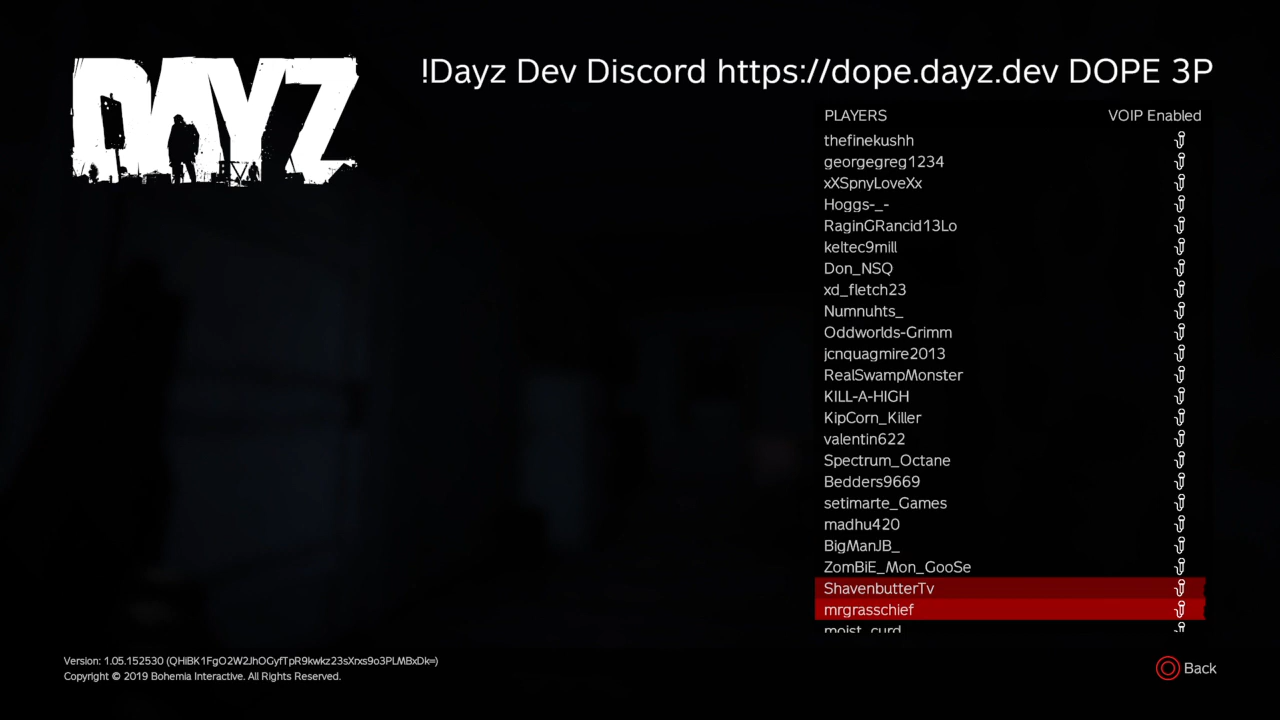 DAYZ
!Dayz Dev Discord https://dope.dayz.dev DOPE 3P
PLAYERS VOIP Enabled
thefinekushh
georgegreg1234
xXSpnyLoveXx
Hoggs-_-
RaginGRancid13Lo
keltec9mill
Don_NSQ
xd_fletch23
Numnuhts_
Oddworlds-Grimm
jcnquagmire2013
RealSwampMonster
KILL-A-HIGH
KipCorn_Killer
valentin622
Spectrum_Octane
Bedders9669
setimarte_Games
madhu420
BigManJB_
ZomBiE_Mon_GooSe
ShavenbutterTv
mrgrasschief
moist_curd
Version: 1.05.152530 (QHiBK1FgO2W2JhOGyfTpR9kwkz23sXnxs9o3PLMBxDk=)
Copyright © 2019 Bohemia Interactive. All Rights Reserved.
Back